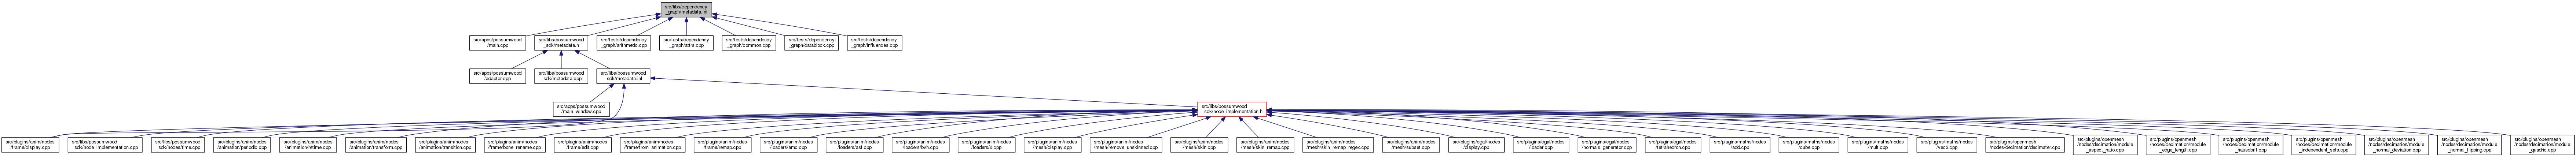 src/libs/dependency
_graph/metadata.inl
src/apps/possumwood
/main.cpp
src/libs/possumwood
_sdk/metadata.h
src/tests/dependency
_graph/arithmetic.cpp
src/tests/dependency
_graph/attrs.cpp
src/tests/dependency
_graph/common.cpp
src/tests/dependency
_graph/datablock.cpp
src/tests/dependency
_graph/influences.cpp
src/apps/possumwood
/adaptor.cpp
src/libs/possumwood
_sdk/metadata.cpp
src/libs/possumwood
_sdk/metadata.inl
src/apps/possumwood
/main_window.cpp
src/libs/possumwood
_sdk/node_implementation.h
src/plugins/anim/nodes
/frame/display.cpp
src/libs/possumwood
_sdk/node_implementation.cpp
src/libs/possumwood
_sdk/nodes/time.cpp
src/plugins/anim/nodes
/animation/periodic.cpp
src/plugins/anim/nodes
/animation/retime.cpp
src/plugins/anim/nodes
/animation/transform.cpp
src/plugins/anim/nodes
/animation/transition.cpp
src/plugins/anim/nodes
/frame/bone_rename.cpp
src/plugins/anim/nodes
/frame/edit.cpp
src/plugins/anim/nodes
/frame/from_animation.cpp
src/plugins/anim/nodes
/frame/remap.cpp
src/plugins/anim/nodes
/loaders/amc.cpp
src/plugins/anim/nodes
/loaders/asf.cpp
src/plugins/anim/nodes
/loaders/bvh.cpp
src/plugins/anim/nodes
/loaders/x.cpp
src/plugins/anim/nodes
/mesh/display.cpp
src/plugins/anim/nodes
/mesh/remove_unskinned.cpp
src/plugins/anim/nodes
/mesh/skin.cpp
src/plugins/anim/nodes
/mesh/skin_remap.cpp
src/plugins/anim/nodes
/mesh/skin_remap_regex.cpp
src/plugins/anim/nodes
/mesh/subset.cpp
src/plugins/cgal/nodes
/display.cpp
src/plugins/cgal/nodes
/loader.cpp
src/plugins/cgal/nodes
/normals_generator.cpp
src/plugins/cgal/nodes
/tetrahedron.cpp
src/plugins/maths/nodes
/add.cpp
src/plugins/maths/nodes
/cube.cpp
src/plugins/maths/nodes
/mult.cpp
src/plugins/maths/nodes
/vec3.cpp
src/plugins/openmesh
/nodes/decimation/decimater.cpp
src/plugins/openmesh
/nodes/decimation/module
_aspect_ratio.cpp
src/plugins/openmesh
/nodes/decimation/module
_edge_length.cpp
src/plugins/openmesh
/nodes/decimation/module
_hausdorff.cpp
src/plugins/openmesh
/nodes/decimation/module
_independent_sets.cpp
src/plugins/openmesh
/nodes/decimation/module
_normal_deviation.cpp
src/plugins/openmesh
/nodes/decimation/module
_normal_flipping.cpp
src/plugins/openmesh
/nodes/decimation/module
_quadric.cpp